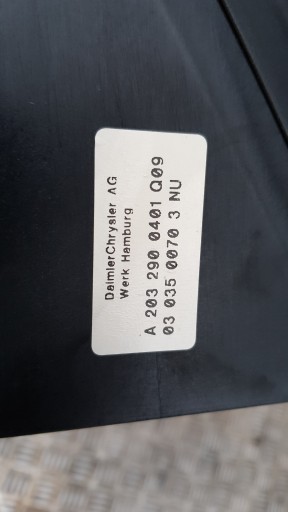 DaimlerChrysler AG
Werk Hamburg
A 203 290 0401 Q09
03 035 0070 3 NU